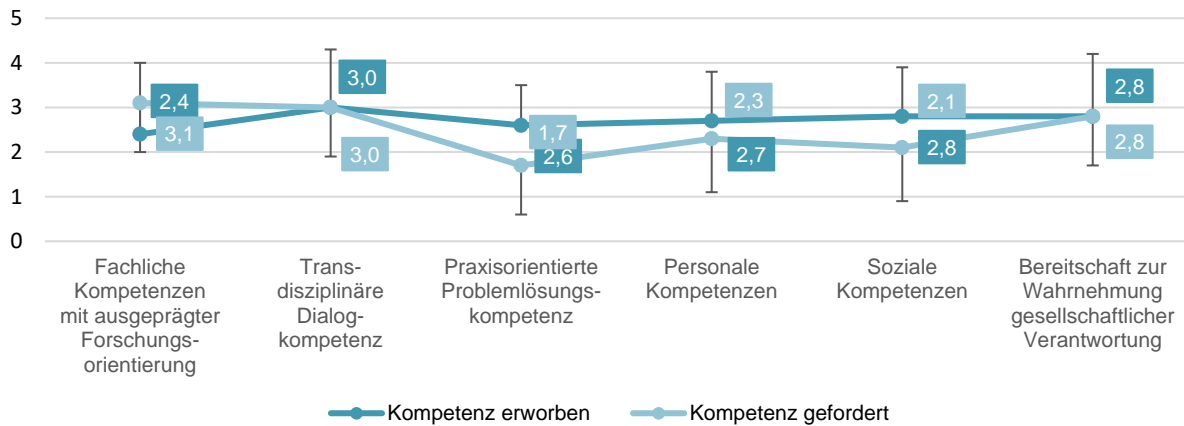 5
4
3
2
1
0
2,4
3,1
3,0
3,0
1,7
2,6
2,3
2,7
2,1
2,8
2,8
2,8
Fachliche
Kompetenzen
mit ausgeprägter
Forschungs-
orientierung
Trans-
disziplinäre
Dialog-
kompetenz
Praxisorientierte
Problemlösungs-
kompetenz
Personale
Kompetenzen
Soziale
Kompetenzen
Bereitschaft zur
Wahrnehmung
gesellschaftlicher
Verantwortung
Kompetenz erworben
Kompetenz gefordert